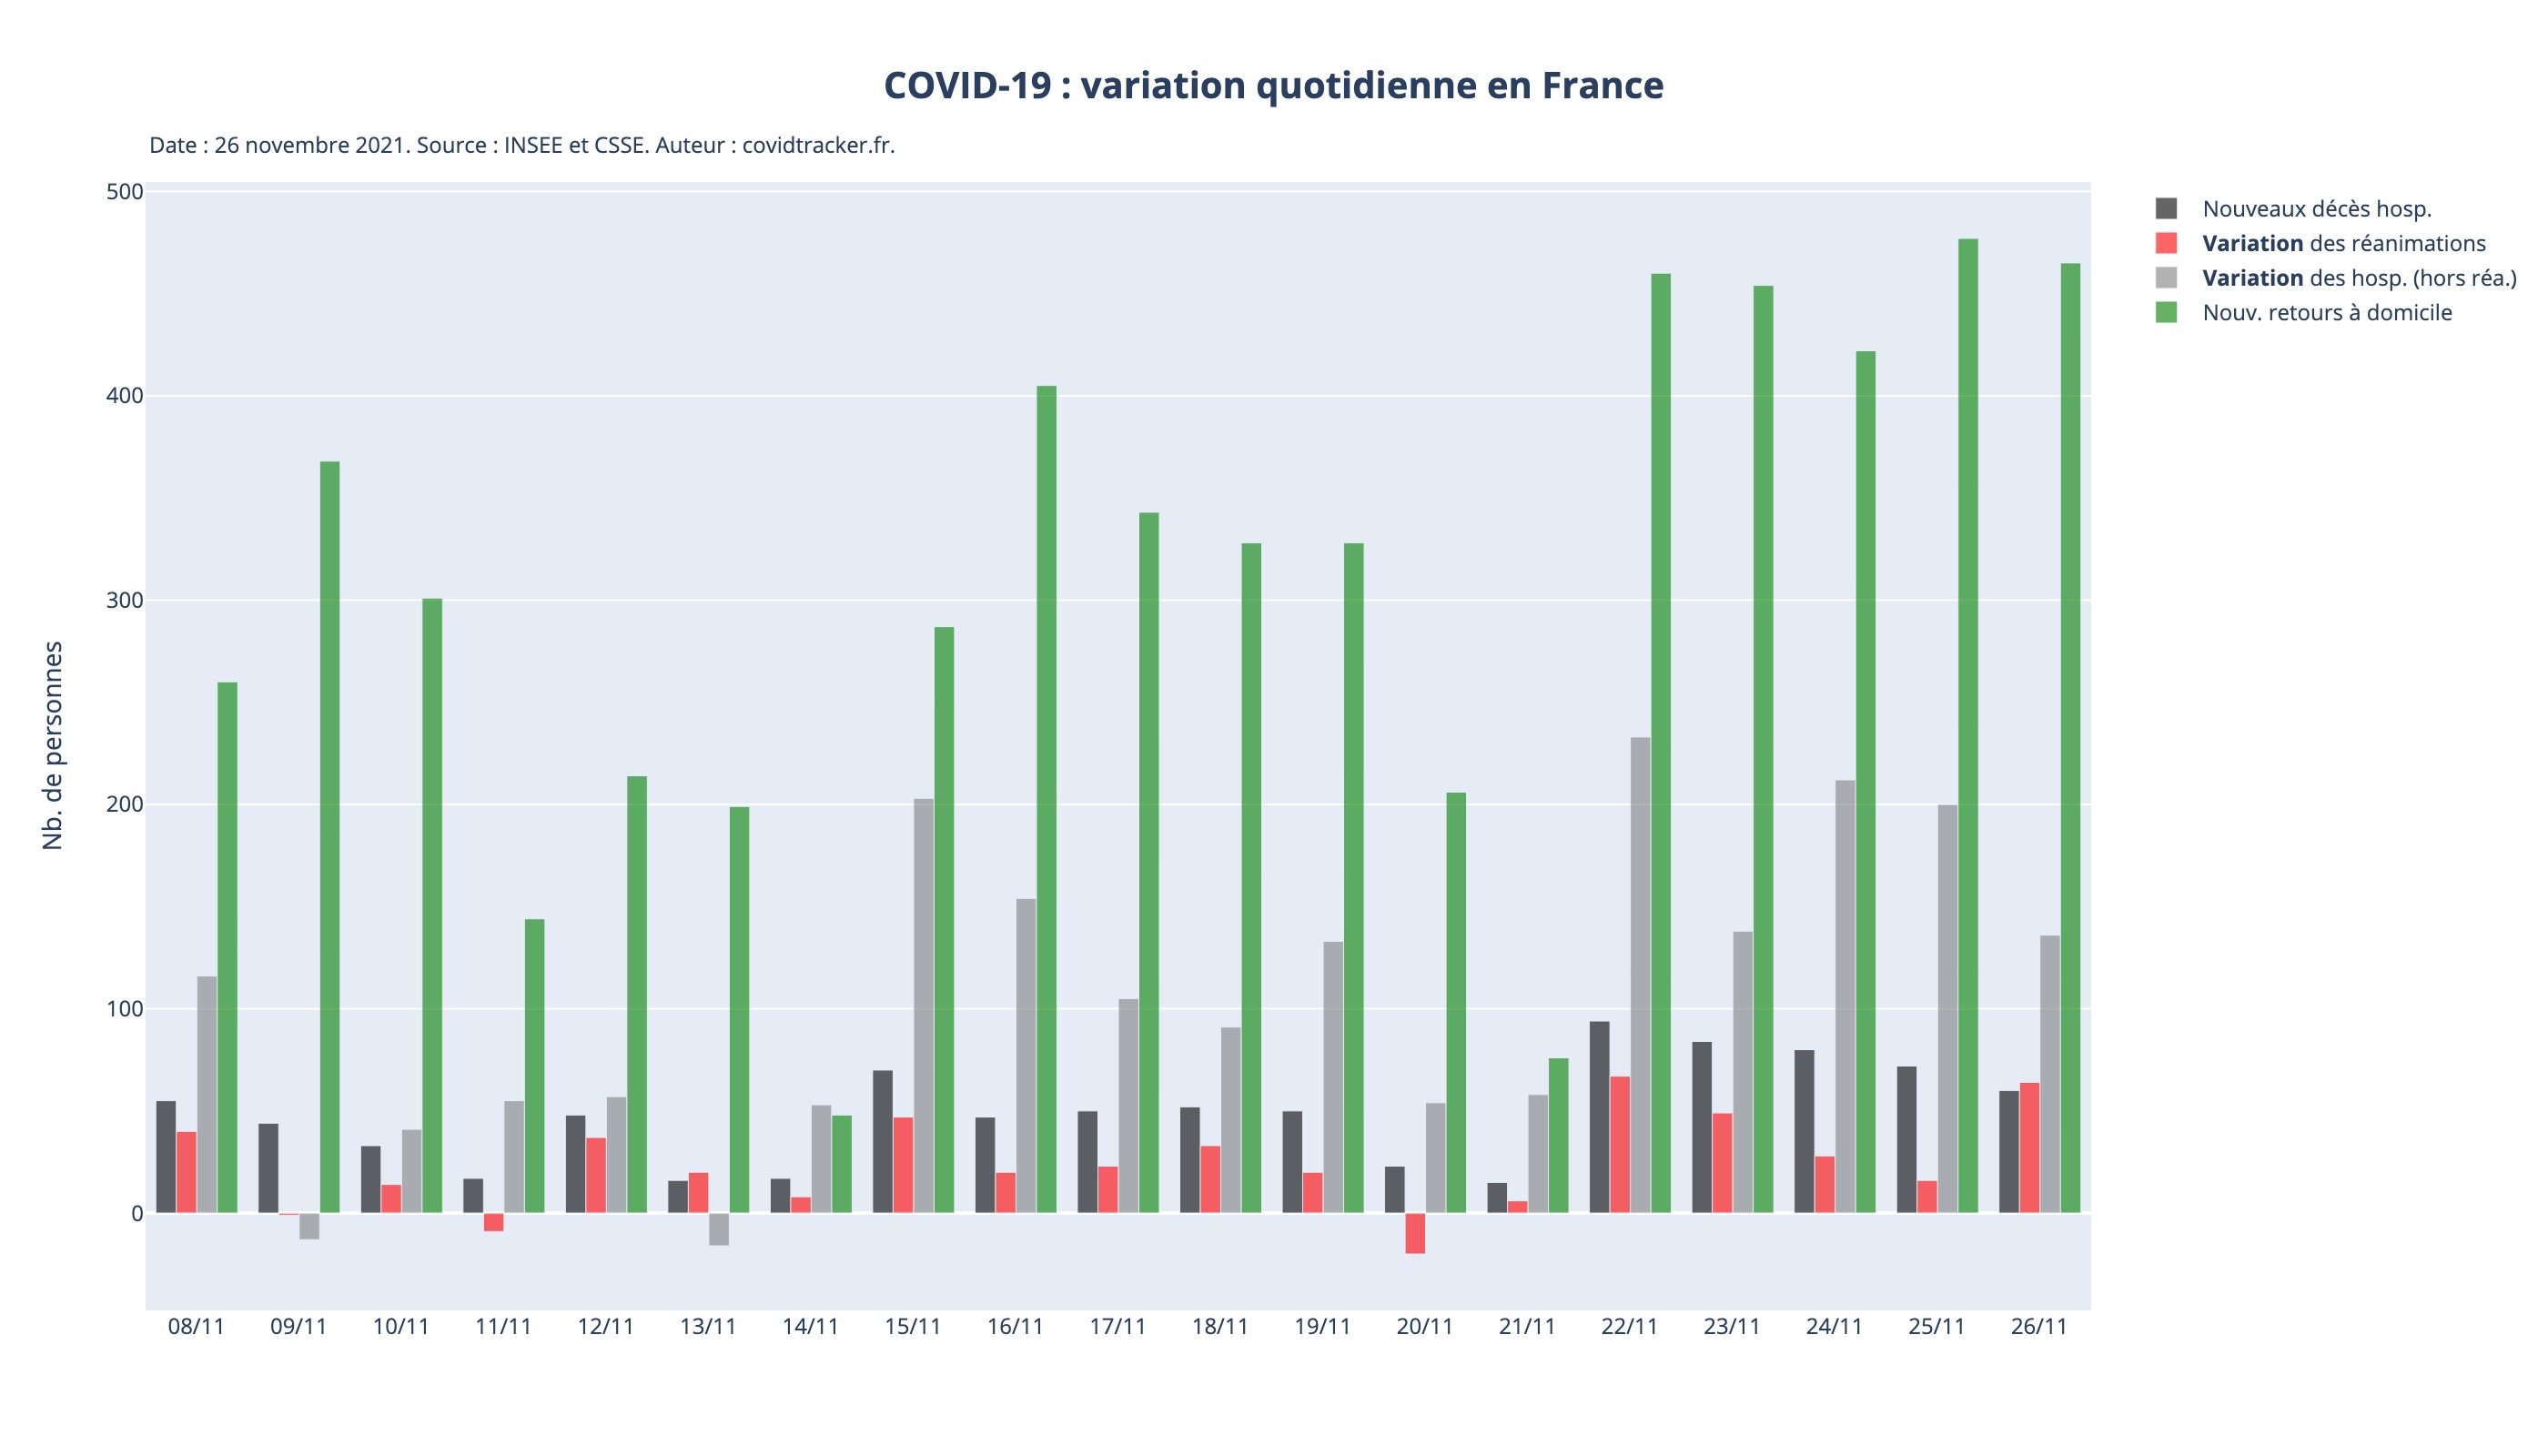 COVID-19 : variation quotidienne en France
Date : 26 novembre 2021. Source : INSEE et CSSE. Auteur : covidtracker.fr.
Nb. de personnes
500
400
300
200
100
0
08/11 09/11 10/11 11/11 12/11 13/11 14/11 15/11 16/11 17/11 18/11 19/11 20/11 21/11 22/11 23/11 24/11 25/11 26/11
Nouveaux décès hosp.
Variation des réanimations
Variation des hosp. (hors réa.)
Nouv. retours à domicile